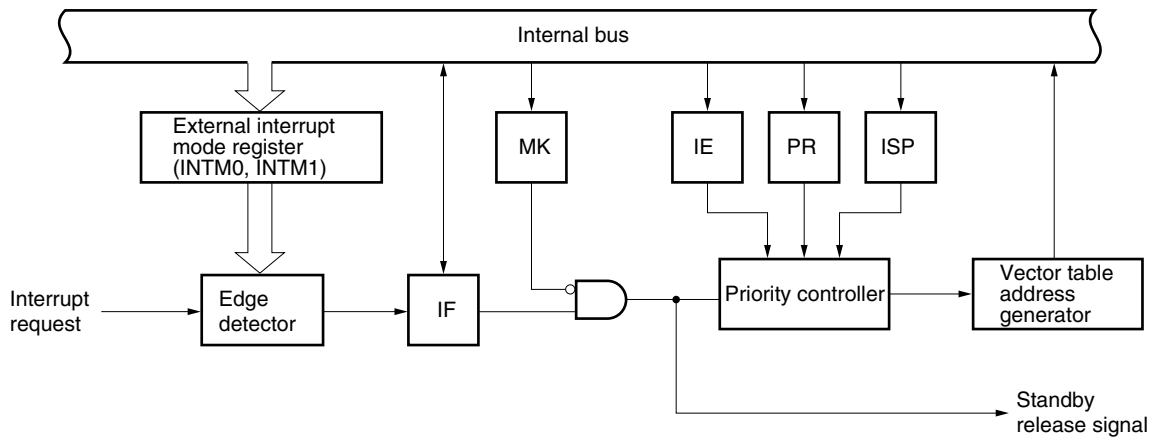 Internal bus
External interrupt
mode register
(INTM0, INTM1)
MK
IE
PR
ISP
Interrupt
request
Edge
detector
IF
Priority controller
Vector table
address
generator
Standby
release signal